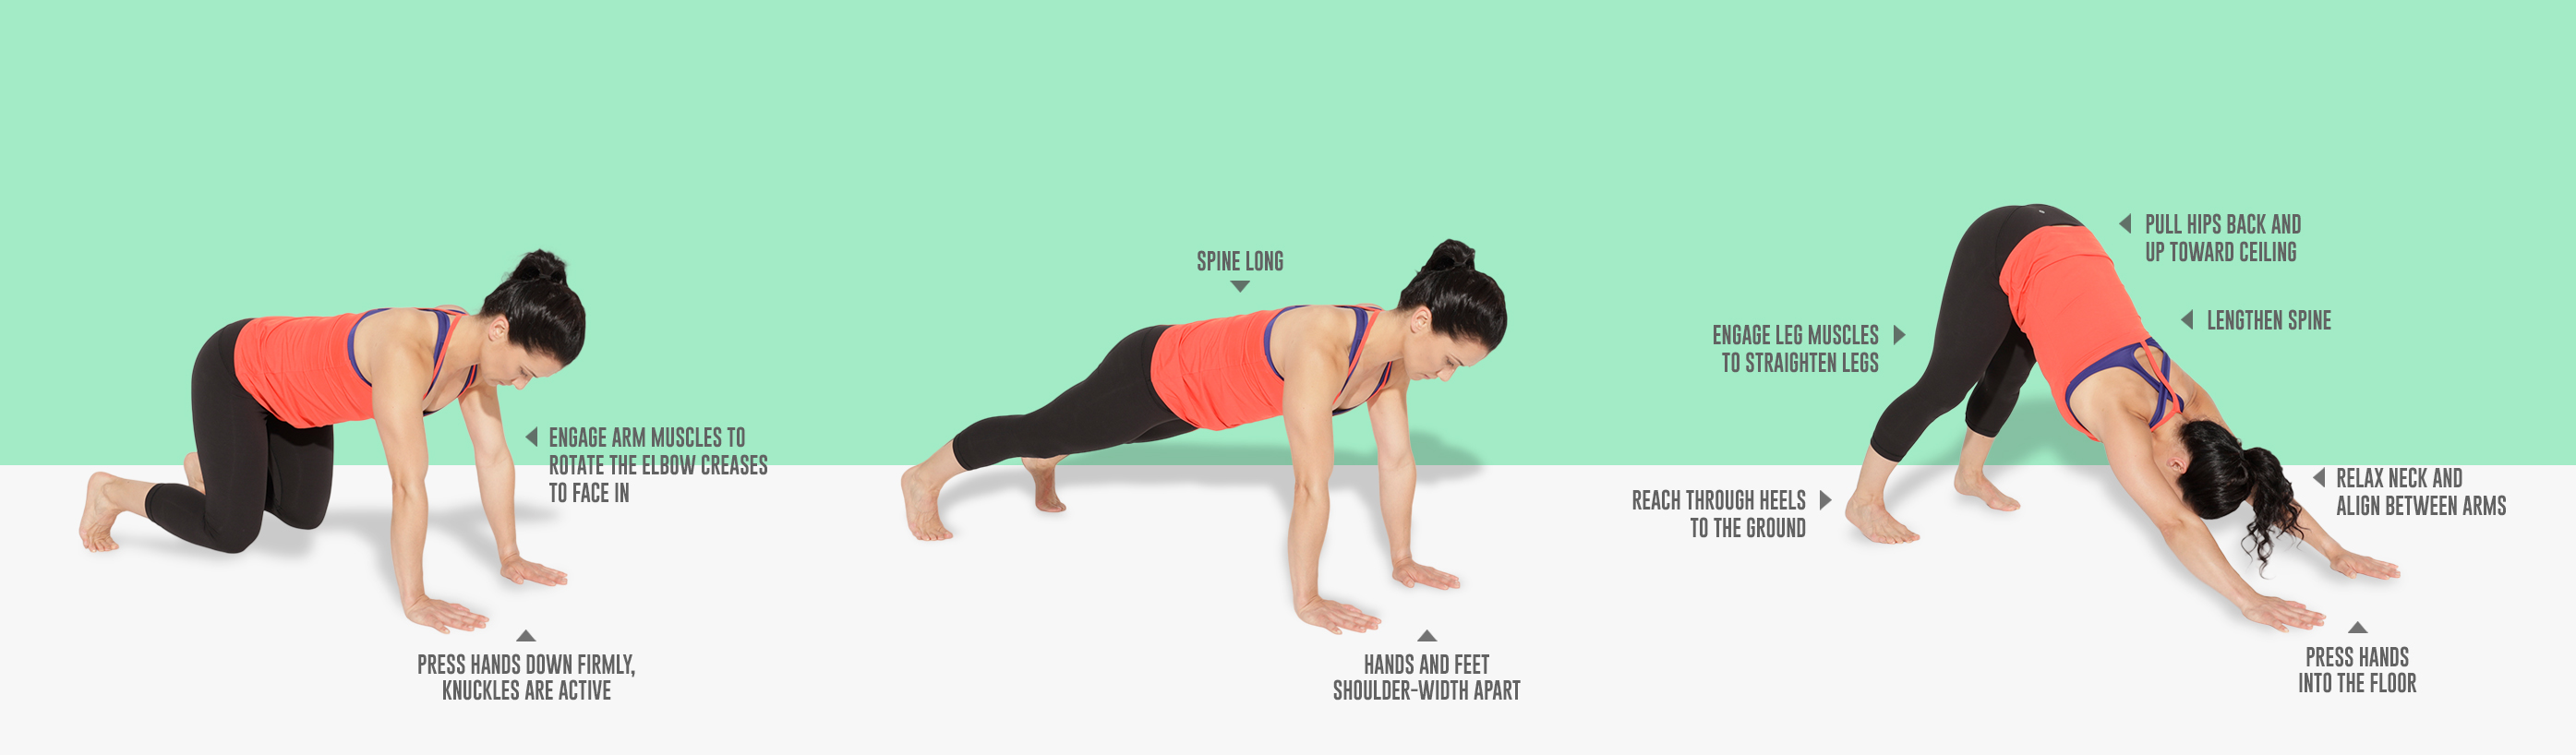 ENGAGE ARM MUSCLES TO
ROTATE THE ELBOW CREASES
TO FACE IN
PRESS HANDS DOWN FIRMLY,
KNUCKLES ARE ACTIVE
SPINE LONG
HANDS AND FEET
SHOULDER-WIDTH APART
PULL HIPS BACK AND
UP TOWARD CEILING
LENGTHEN SPINE
ENGAGE LEG MUSCLES
TO STRAIGHTEN LEGS
REACH THROUGH HEELS
TO THE GROUND
RELAX NECK AND
ALIGN BETWEEN ARMS
PRESS HANDS
INTO THE FLOOR